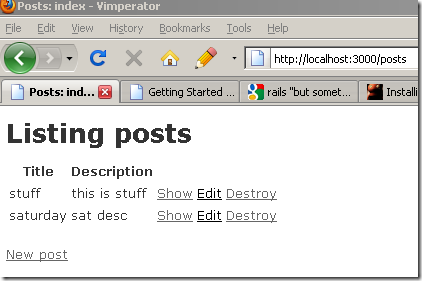 Posts: index - Vimperator
File Edit View History Bookmarks Tools Help
http://localhost:3000/posts
Posts: ind... Getting Started ... rails "but somet... Installi
Listing posts
Title Description
stuff this is stuff Show Edit Destroy
saturday sat desc Show Edit Destroy
New post